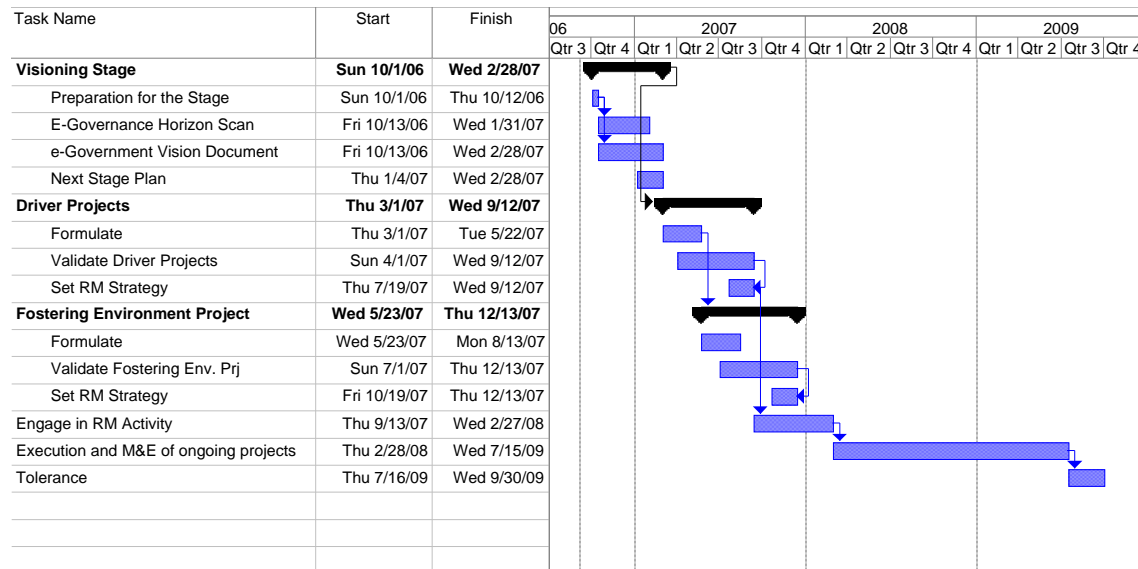 Task Name Start Finish
06 2007 2008 2009
Qtr 3 Qtr 4 Qtr 1 Qtr 2 Qtr 3 Qtr 4 Qtr 1 Qtr 2 Qtr 3 Qtr 4 Qtr 1 Qtr 2 Qtr 3 Qtr 4
Visioning Stage Sun 10/1/06 Wed 2/28/07
Preparation for the Stage Sun 10/1/06 Thu 10/12/06
E-Governance Horizon Scan Fri 10/13/06 Wed 1/31/07
e-Government Vision Document Fri 10/13/06 Wed 2/28/07
Next Stage Plan Thu 1/4/07 Wed 2/28/07
Driver Projects Thu 3/1/07 Wed 9/12/07
Formulate Thu 3/1/07 Tue 5/22/07
Validate Driver Projects Sun 4/1/07 Wed 9/12/07
Set RM Strategy Thu 7/19/07 Wed 9/12/07
Fostering Environment Project Wed 5/23/07 Thu 12/13/07
Formulate Wed 5/23/07 Mon 8/13/07
Validate Fostering Env. Prj Sun 7/1/07 Thu 12/13/07
Set RM Strategy Fri 10/19/07 Thu 12/13/07
Engage in RM Activity Thu 9/13/07 Wed 2/27/08
Execution and M&E of ongoing projects Thu 2/28/08 Wed 7/15/09
Tolerance Thu 7/16/09 Wed 9/30/09